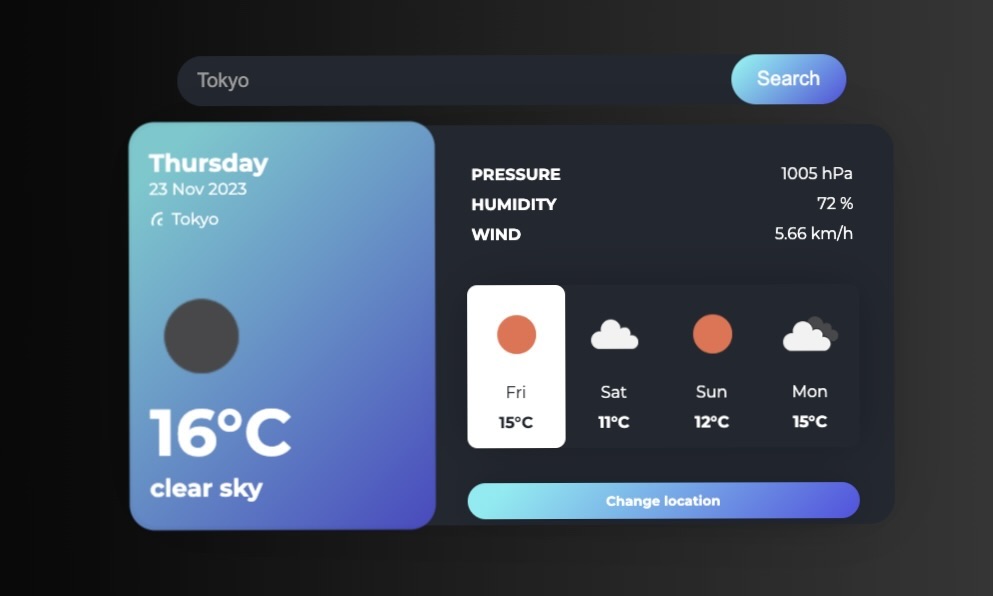 Tokyo
Search
Thursday
23 Nov 2023
Tokyo
16°C
clear sky
PRESSURE 1005 hPa
HUMIDITY 72 %
WIND 5.66 km/h
Fri Sat Sun Mon
15°C 11°C 12°C 15°C
Change location